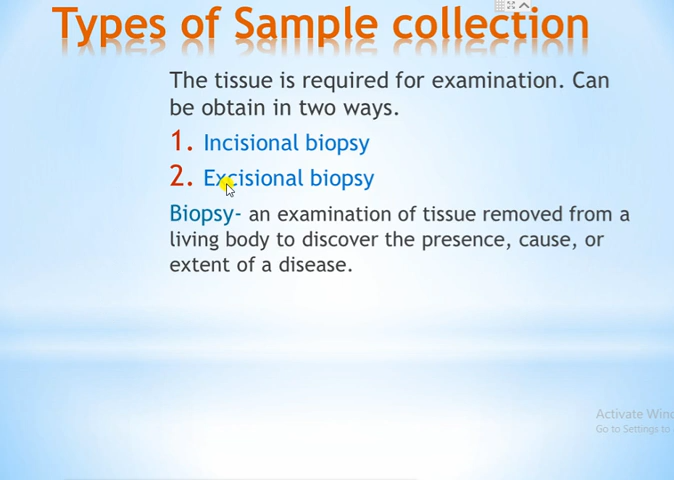 Types of Sample collection
The tissue is required for examination. Can
be obtain in two ways.
1. Incisional biopsy
2. Excisional biopsy
Biopsy- an examination of tissue removed from a
living body to discover the presence, cause, or
extent of a disease.
Activate Wind
Go to Settings to